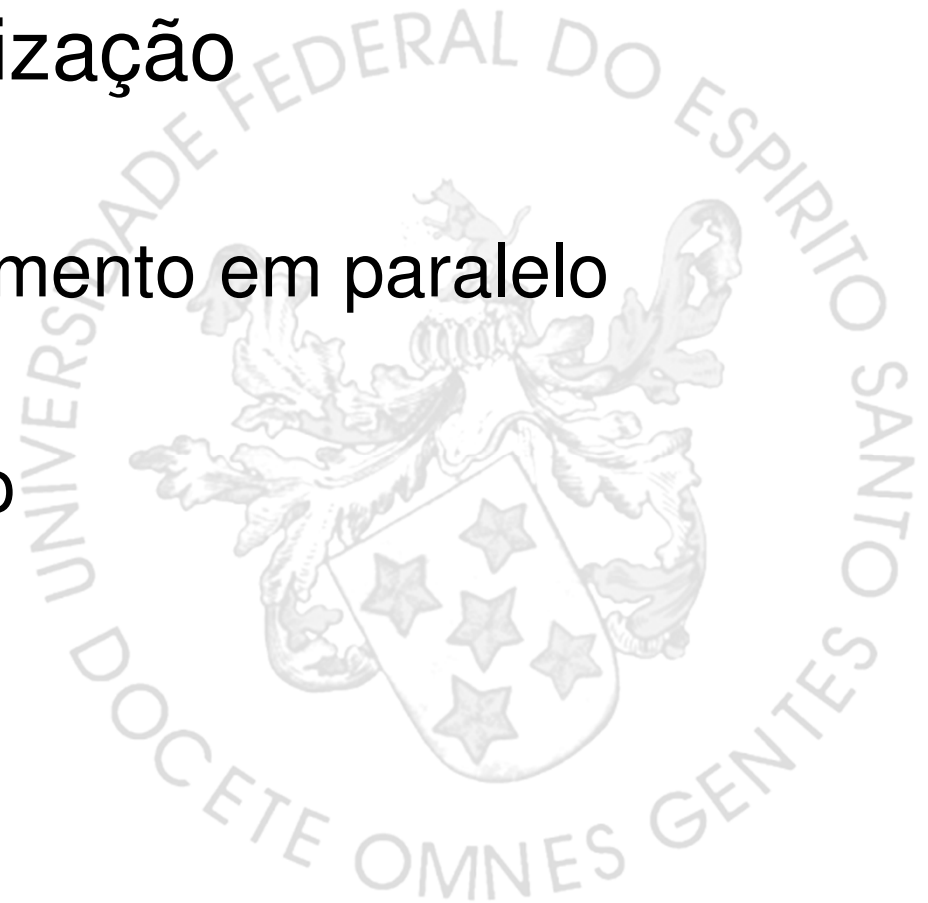 ização
mento em paralelo
o
UNIVERSIDADE FEDERAL DO ESPIRITO SANTO
DOCETE OMNES GENTES